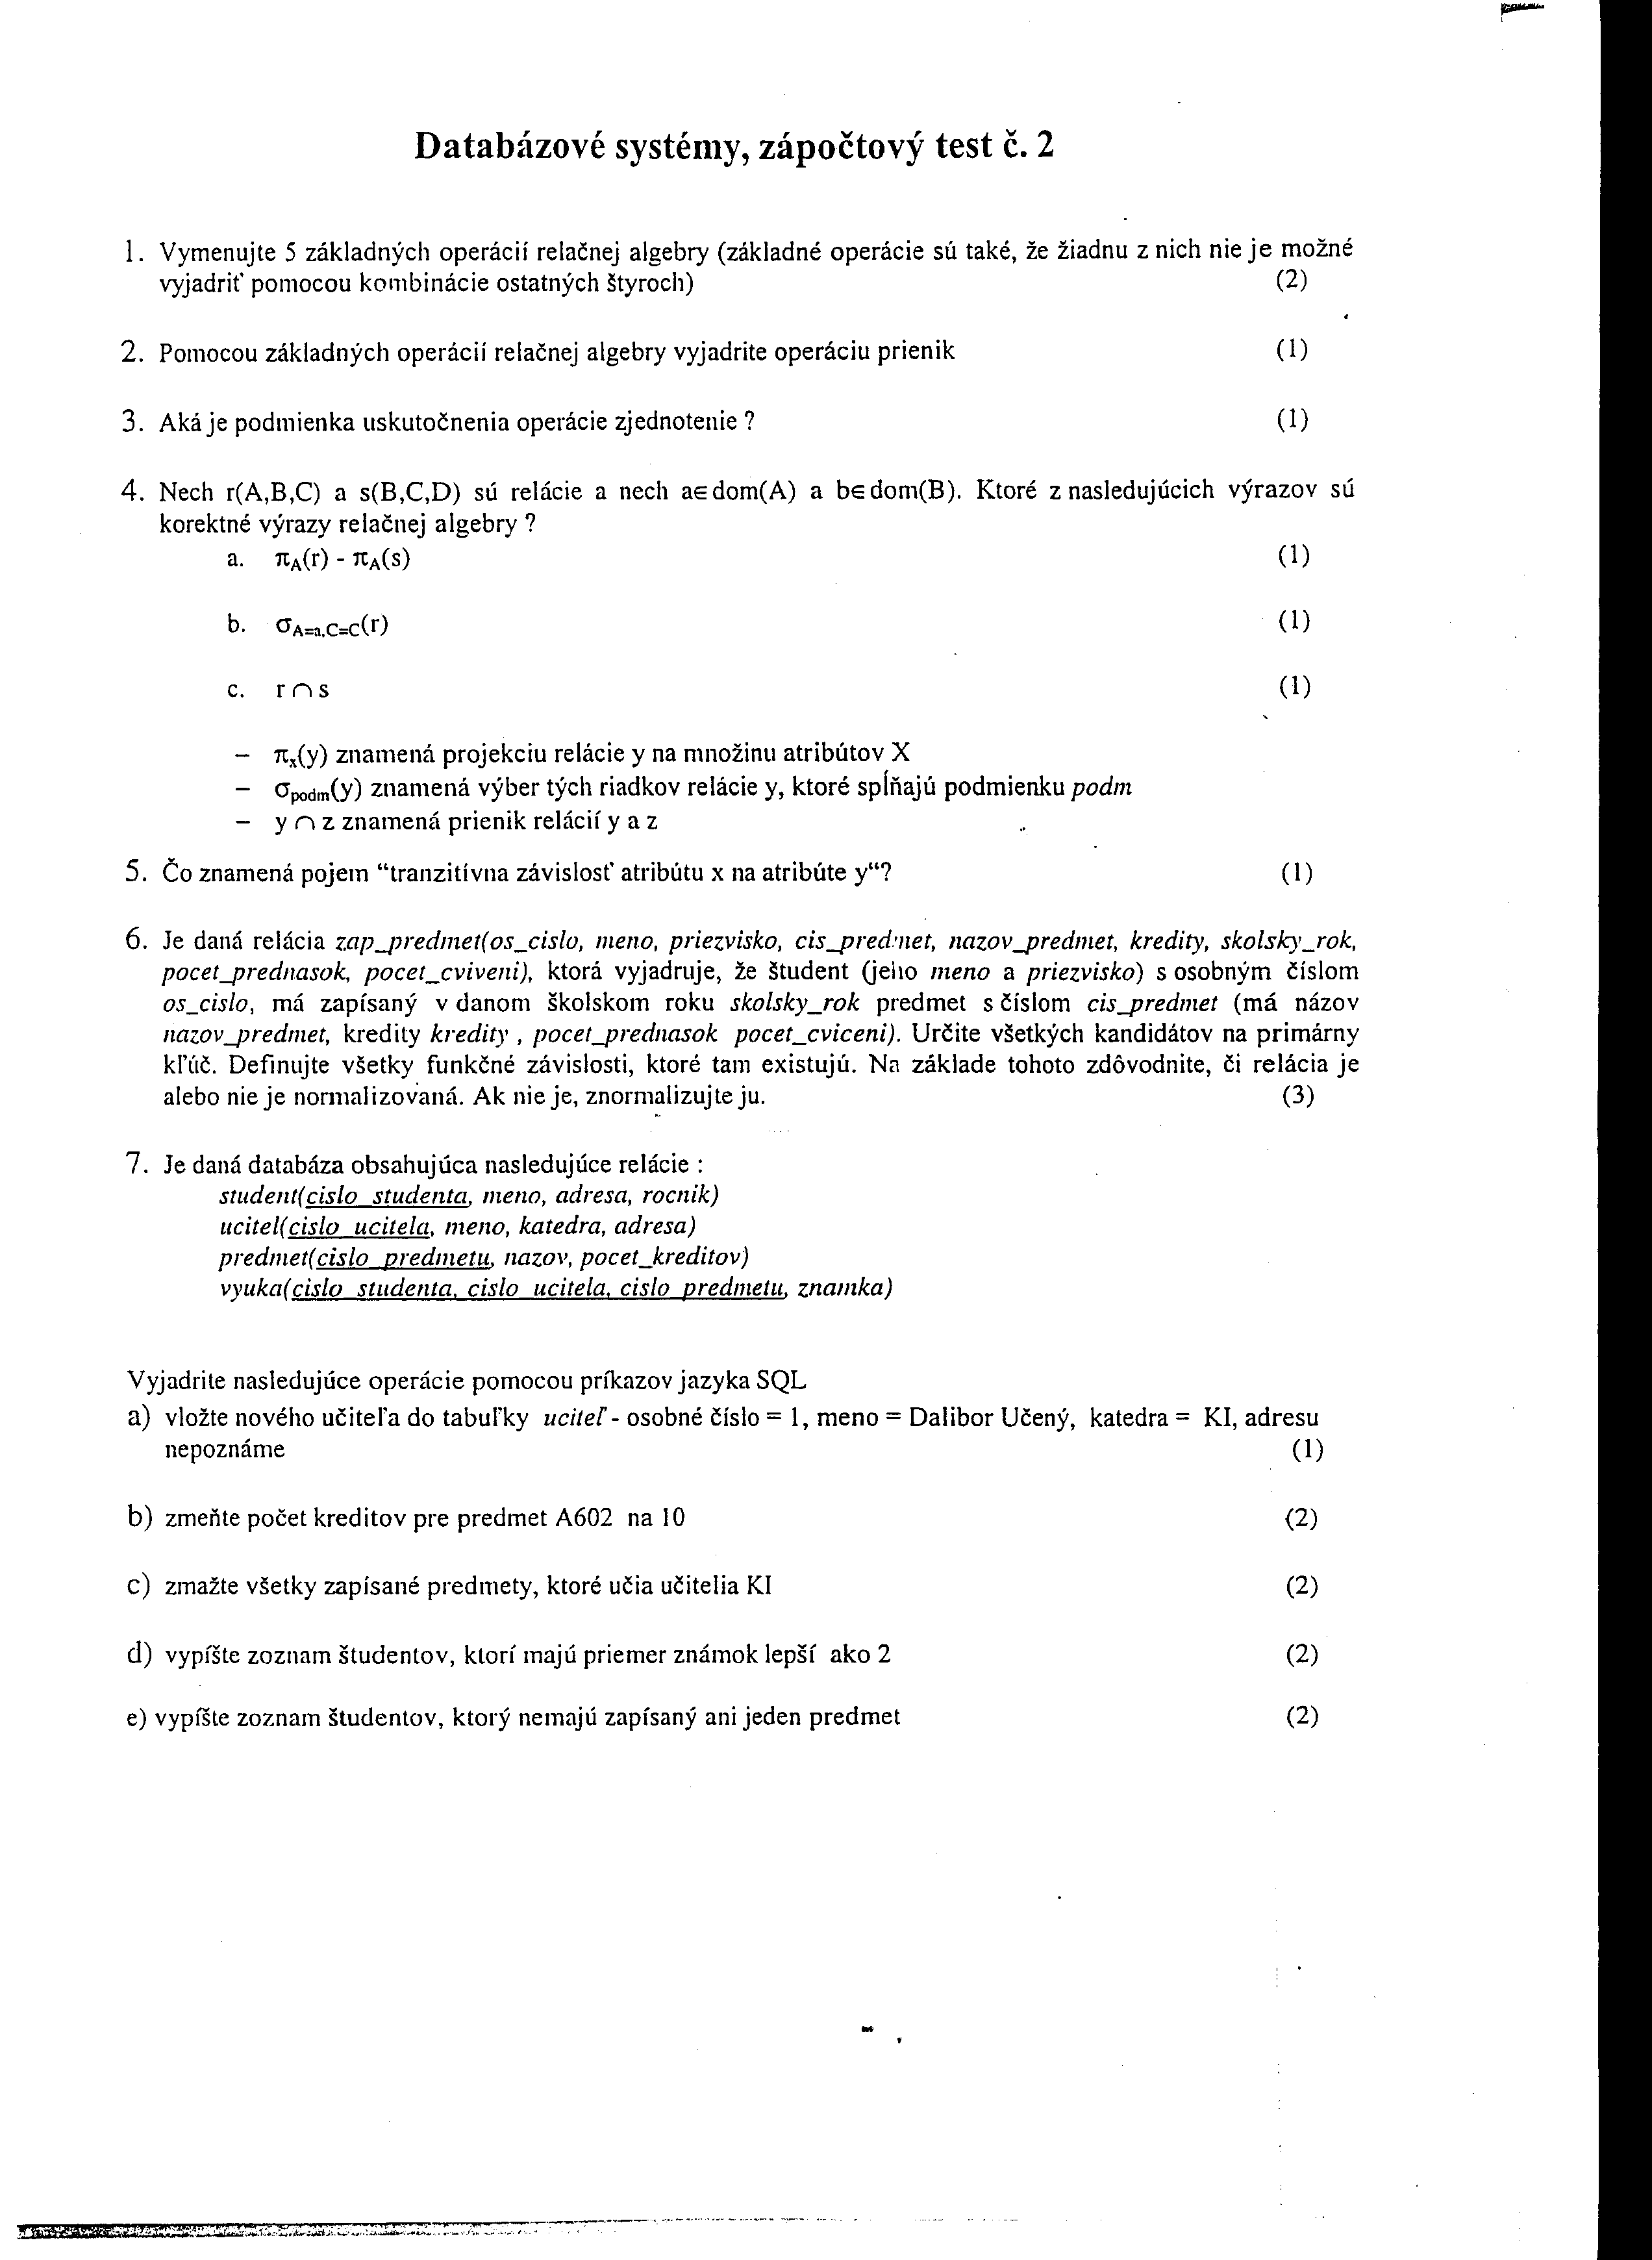 Databázové systémy, zápočtový test č. 2
1. Vymenujte 5 základných operácií relačnej algebry (základné operácie sú také, že žiadnu z nich nie je možné
vyjadriť pomocou kombinácie ostatných štyroch) (2)
2. Pomocou základných operácií relačnej algebry vyjadrite operáciu prienik (1)
3. Aká je podmienka uskutočnenia operácie zjednotenie ? (1)
4. Nech r(A,B,C) a s(B,C,D) sú relácie a nech a∈dom(A) a b∈dom(B). Ktoré z nasledujúcich výrazov sú
korektné výrazy relačnej algebry ?
a. π_A(r) - π_A(s) (1)
b. σ_A=a,C=C(r) (1)
c. r∩s (1)
– π_x(y) znamená projekciu relácie y na množinu atribútov X
– σ_podm(y) znamená výber tých riadkov relácie y, ktoré spĺňajú podmienku podm
– y∩z znamená prienik relácií y a z
5. Čo znamená pojem “tranzitívna závislosť atribútu x na atribúte y“? (1)
6. Je daná relácia zap_predmet(os_cislo, meno, priezvisko, cis_predmet, nazov_predmet, kredity, skolsky_rok,
pocet_prednasok, pocet_cviveni), ktorá vyjadruje, že študent (jeho meno a priezvisko) s osobným číslom
os_cislo, má zapísaný v danom školskom roku skolsky_rok predmet s číslom cis_predmet (má názov
nazov_predmet, kredity kredity , pocet_prednasok pocet_cviceni). Určite všetkých kandidátov na primárny
kľúč. Definujte všetky funkčné závislosti, ktoré tam existujú. Na základe tohoto zdôvodnite, či relácia je
alebo nie je normalizovaná. Ak nie je, znormalizujte ju. (3)
7. Je daná databáza obsahujúca nasledujúce relácie :
student(cislo_studenta, meno, adresa, rocnik)
ucitel(cislo_ucitela, meno, katedra, adresa)
predmet(cislo_predmetu, nazov, pocet_kreditov)
vyuka(cislo_studenta, cislo_ucitela, cislo_predmetu, znamka)
Vyjadrite nasledujúce operácie pomocou príkazov jazyka SQL
a) vložte nového učiteľa do tabuľky uciteľ - osobné číslo = 1, meno = Dalibor Učený, katedra = KI, adresu
nepoznáme (1)
b) zmeňte počet kreditov pre predmet A602 na 10 (2)
c) zmažte všetky zapísané predmety, ktoré učia učitelia KI (2)
d) vypíšte zoznam študentov, ktorí majú priemer známok lepší ako 2 (2)
e) vypíšte zoznam študentov, ktorý nemajú zapísaný ani jeden predmet (2)